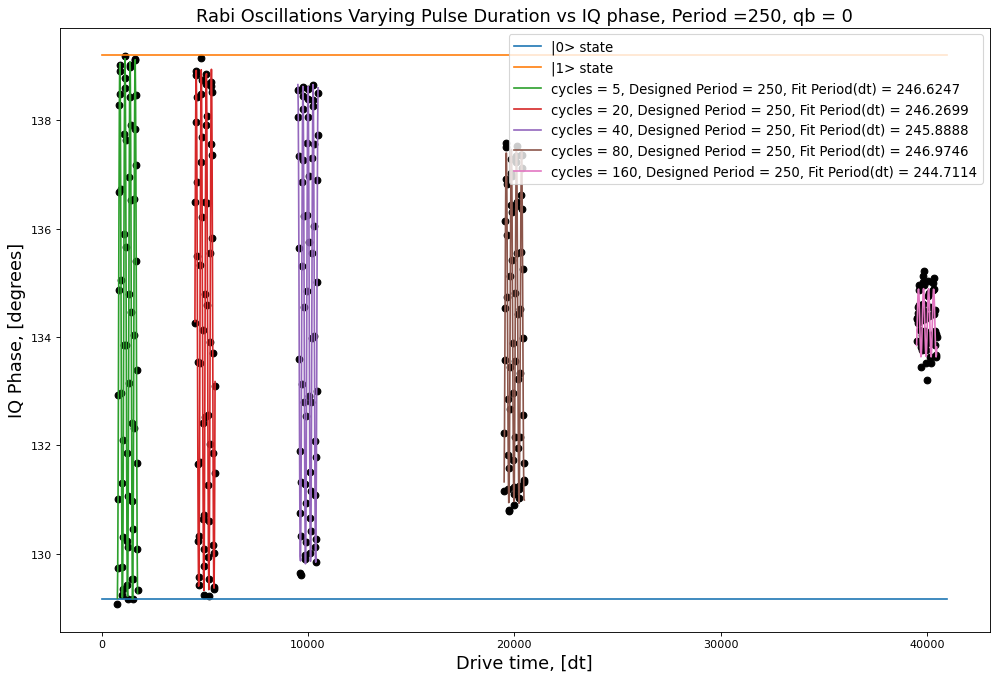 Rabi Oscillations Varying Pulse Duration vs IQ phase, Period =250, qb = 0
|0> state
|1> state
cycles = 5, Designed Period = 250, Fit Period(dt) = 246.6247
cycles = 20, Designed Period = 250, Fit Period(dt) = 246.2699
cycles = 40, Designed Period = 250, Fit Period(dt) = 245.8888
cycles = 80, Designed Period = 250, Fit Period(dt) = 246.9746
cycles = 160, Designed Period = 250, Fit Period(dt) = 244.7114
IQ Phase, [degrees]
138
136
134
132
130
0
10000
20000
30000
40000
Drive time, [dt]